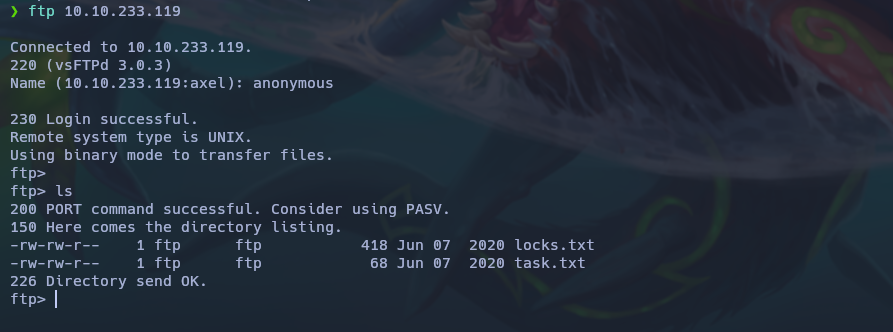 ❯ ftp 10.10.233.119
Connected to 10.10.233.119.
220 (vsFTPd 3.0.3)
Name (10.10.233.119:axel): anonymous
230 Login successful.
Remote system type is UNIX.
Using binary mode to transfer files.
ftp>
ftp> ls
200 PORT command successful. Consider using PASV.
150 Here comes the directory listing.
-rw-rw-r--    1 ftp      ftp           418 Jun 07  2020 locks.txt
-rw-rw-r--    1 ftp      ftp            68 Jun 07  2020 task.txt
226 Directory send OK.
ftp>